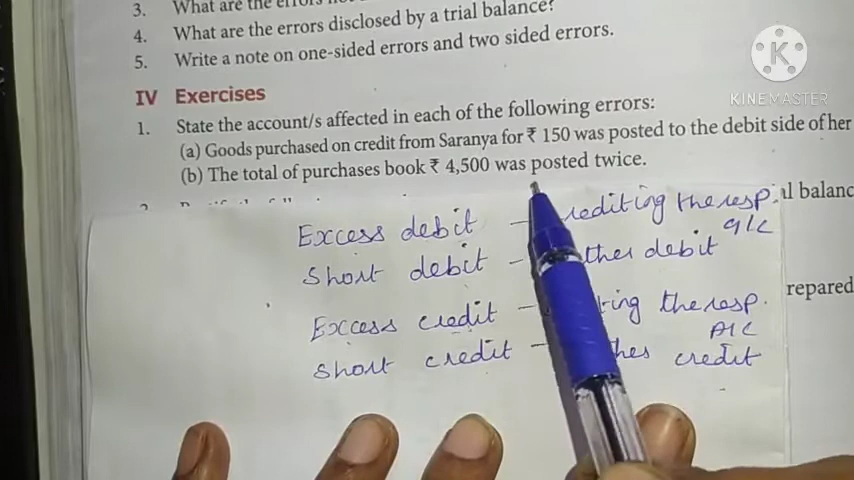 3. What are the errors
4. What are the errors disclosed by a trial balance?
5. Write a note on one-sided errors and two sided errors.
K
KINEMASTER
IV Exercises
1. State the account/s affected in each of the following errors:
(a) Goods purchased on credit from Saranya for ₹ 150 was posted to the debit side of her
(b) The total of purchases book ₹ 4,500 was posted twice.
Excess debit - crediting the resp. a/c
Short debit - debit
Excess credit - the resp. A/c
Short credit - credit
al balanc
repared